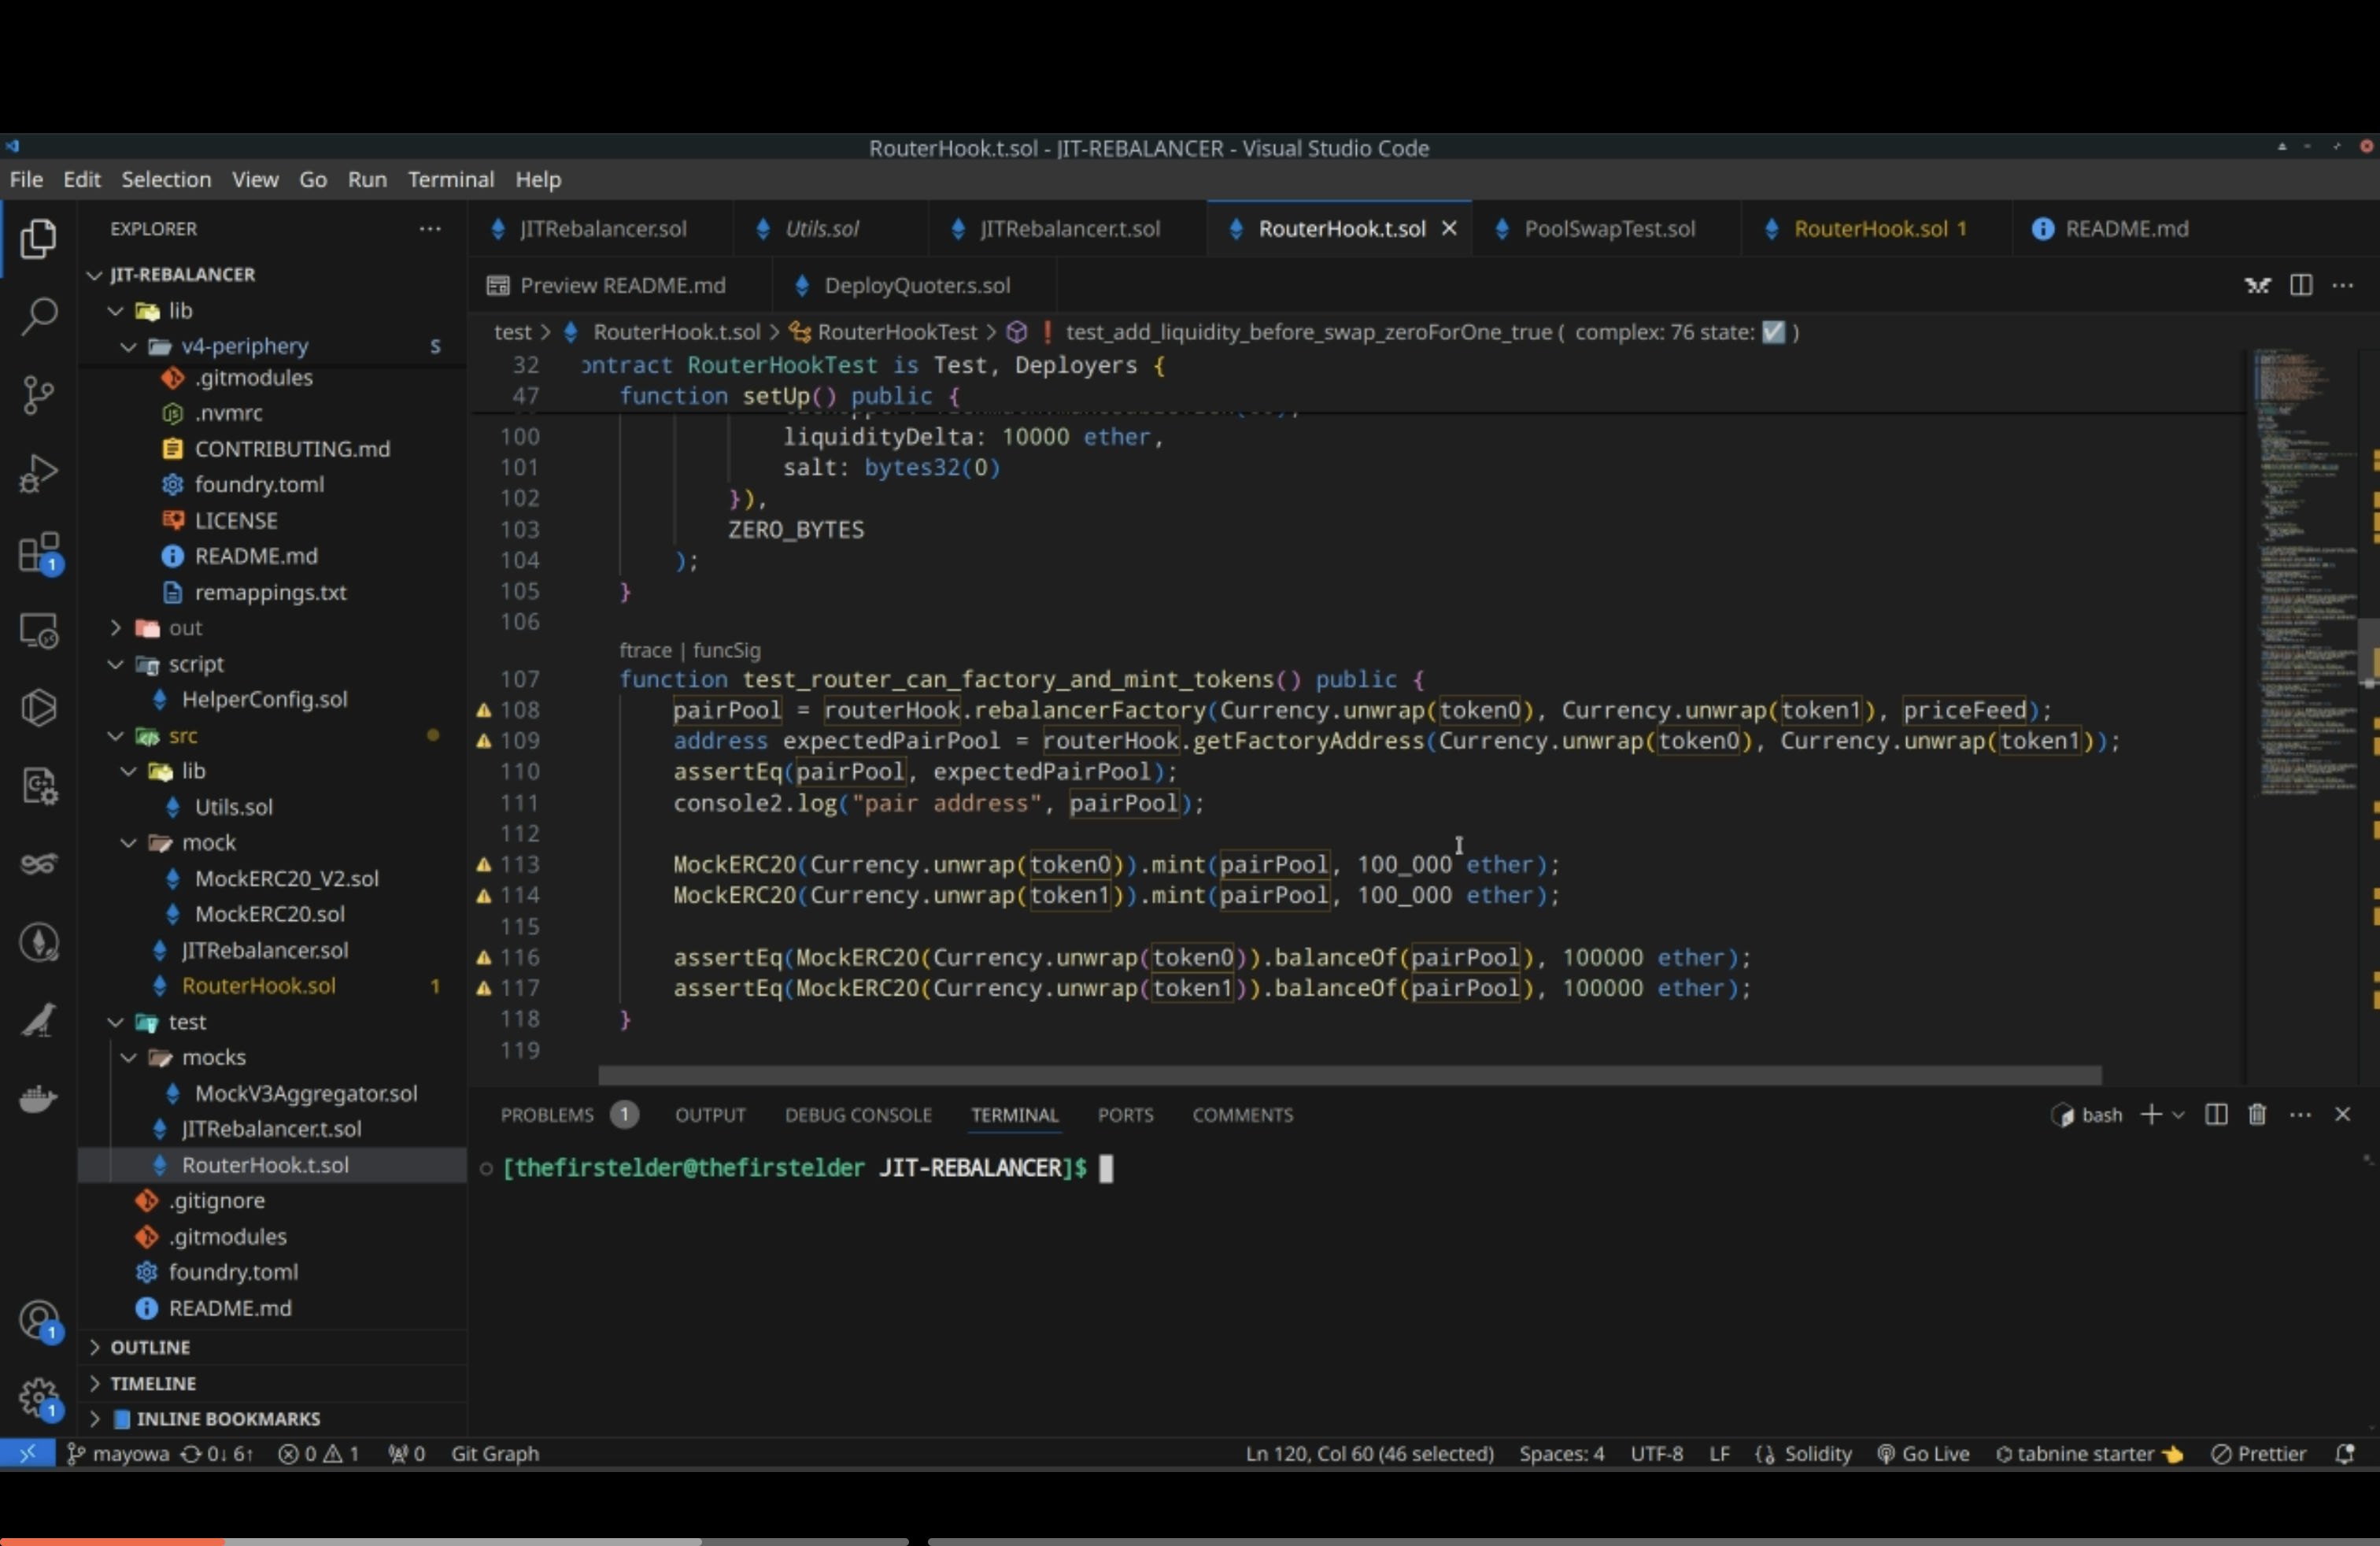 RouterHook.t.sol - JIT-REBALANCER - Visual Studio Code
File Edit Selection View Go Run Terminal Help
EXPLORER
JIT-REBALANCER
lib
v4-periphery S
.gitmodules
.nvmrc
CONTRIBUTING.md
foundry.toml
LICENSE
README.md
remappings.txt
out
script
HelperConfig.sol
src
lib
Utils.sol
mock
MockERC20_V2.sol
MockERC20.sol
JITRebalancer.sol
RouterHook.sol 1
test
mocks
MockV3Aggregator.sol
JITRebalancer.t.sol
RouterHook.t.sol
.gitignore
.gitmodules
foundry.toml
README.md
OUTLINE
TIMELINE
INLINE BOOKMARKS
1
1
1
JITRebalancer.sol Utils.sol JITRebalancer.t.sol RouterHook.t.sol PoolSwapTest.sol RouterHook.sol 1 README.md
Preview README.md DeployQuoter.s.sol
test > RouterHook.t.sol > RouterHookTest > test_add_liquidity_before_swap_zeroForOne_true ( complex: 76 state: ☑ )
32 ontract RouterHookTest is Test, Deployers {
47 function setUp() public {
100 liquidityDelta: 10000 ether,
101 salt: bytes32(0)
102 }),
103 ZERO_BYTES
104 );
105 }
106
ftrace | funcSig
107 function test_router_can_factory_and_mint_tokens() public {
108 pairPool = routerHook.rebalancerFactory(Currency.unwrap(token0), Currency.unwrap(token1), priceFeed);
109 address expectedPairPool = routerHook.getFactoryAddress(Currency.unwrap(token0), Currency.unwrap(token1));
110 assertEq(pairPool, expectedPairPool);
111 console2.log("pair address", pairPool);
112
113 MockERC20(Currency.unwrap(token0)).mint(pairPool, 100_000 ether);
114 MockERC20(Currency.unwrap(token1)).mint(pairPool, 100_000 ether);
115
116 assertEq(MockERC20(Currency.unwrap(token0)).balanceOf(pairPool), 100000 ether);
117 assertEq(MockERC20(Currency.unwrap(token1)).balanceOf(pairPool), 100000 ether);
118 }
119
PROBLEMS 1 OUTPUT DEBUG CONSOLE TERMINAL PORTS COMMENTS
bash
[thefirstelder@thefirstelder JIT-REBALANCER]$
mayowa 0↓ 6↑ 0 1 0 Git Graph Ln 120, Col 60 (46 selected) Spaces: 4 UTF-8 LF Solidity Go Live tabnine starter Prettier